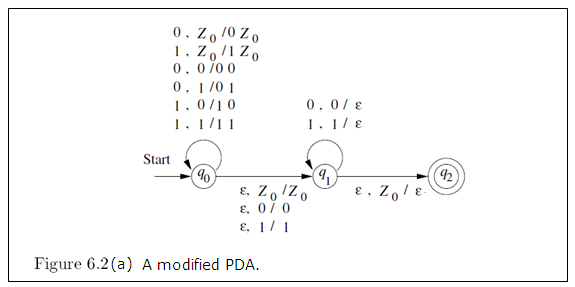 0 , Z0 /0 Z0
1 , Z0 /1 Z0
0 , 0 /0 0
0 , 1 /0 1
1 , 0 /1 0
1 , 1 /1 1
0 , 0 / ε
1 , 1 / ε
Start
q0
q1
q2
ε, Z0 /Z0
ε, 0 / 0
ε, 1 / 1
ε , Z0 / ε
Figure 6.2(a) A modified PDA.